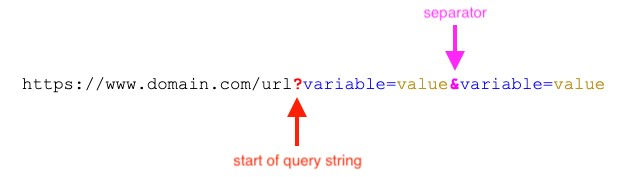 separator
https://www.domain.com/url?variable=value&variable=value
start of query string